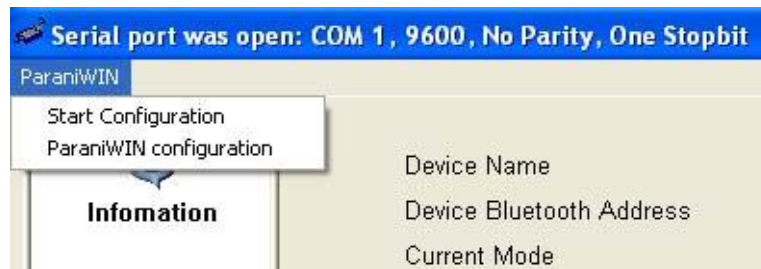 Serial port was open: COM 1, 9600, No Parity, One Stopbit
ParaniWIN
Start Configuration
ParaniWIN configuration
Infomation
Device Name
Device Bluetooth Address
Current Mode